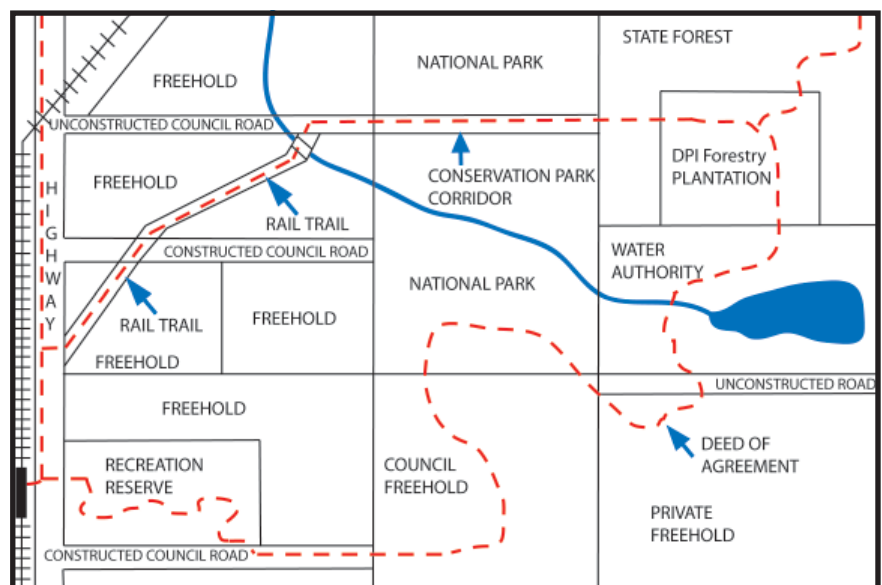 STATE FOREST
NATIONAL PARK
FREEHOLD
UNCONSTRUCTED COUNCIL ROAD
DPI Forestry
PLANTATION
CONSERVATION PARK
CORRIDOR
FREEHOLD
HIGHWAY
RAIL TRAIL
CONSTRUCTED COUNCIL ROAD
WATER
AUTHORITY
NATIONAL PARK
RAIL TRAIL
FREEHOLD
FREEHOLD
UNCONSTRUCTED ROAD
FREEHOLD
DEED OF
AGREEMENT
RECREATION
RESERVE
COUNCIL
FREEHOLD
PRIVATE
FREEHOLD
CONSTRUCTED COUNCIL ROAD